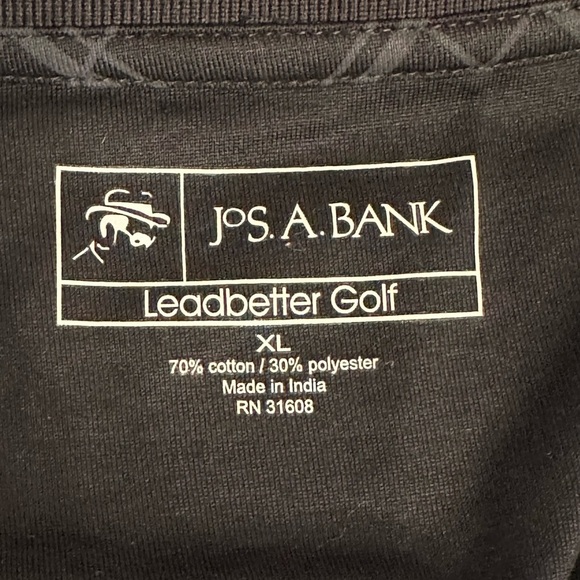 JOS. A. BANK
Leadbetter Golf
XL
70% cotton / 30% polyester
Made in India
RN 31608